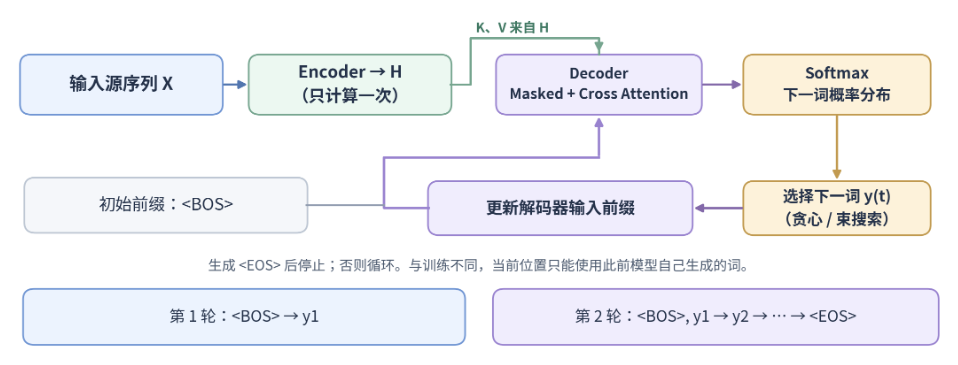 K、V 来自 H
输入源序列 X
Encoder → H
（只计算一次）
Decoder
Masked + Cross Attention
Softmax
下一词概率分布
初始前缀：<BOS>
更新解码器输入前缀
选择下一词 y(t)
（贪心 / 束搜索）
生成 <EOS> 后停止；否则循环。与训练不同，当前位置只能使用此前模型自己生成的词。
第 1 轮：<BOS> → y1
第 2 轮：<BOS>, y1 → y2 → ⋯ → <EOS>